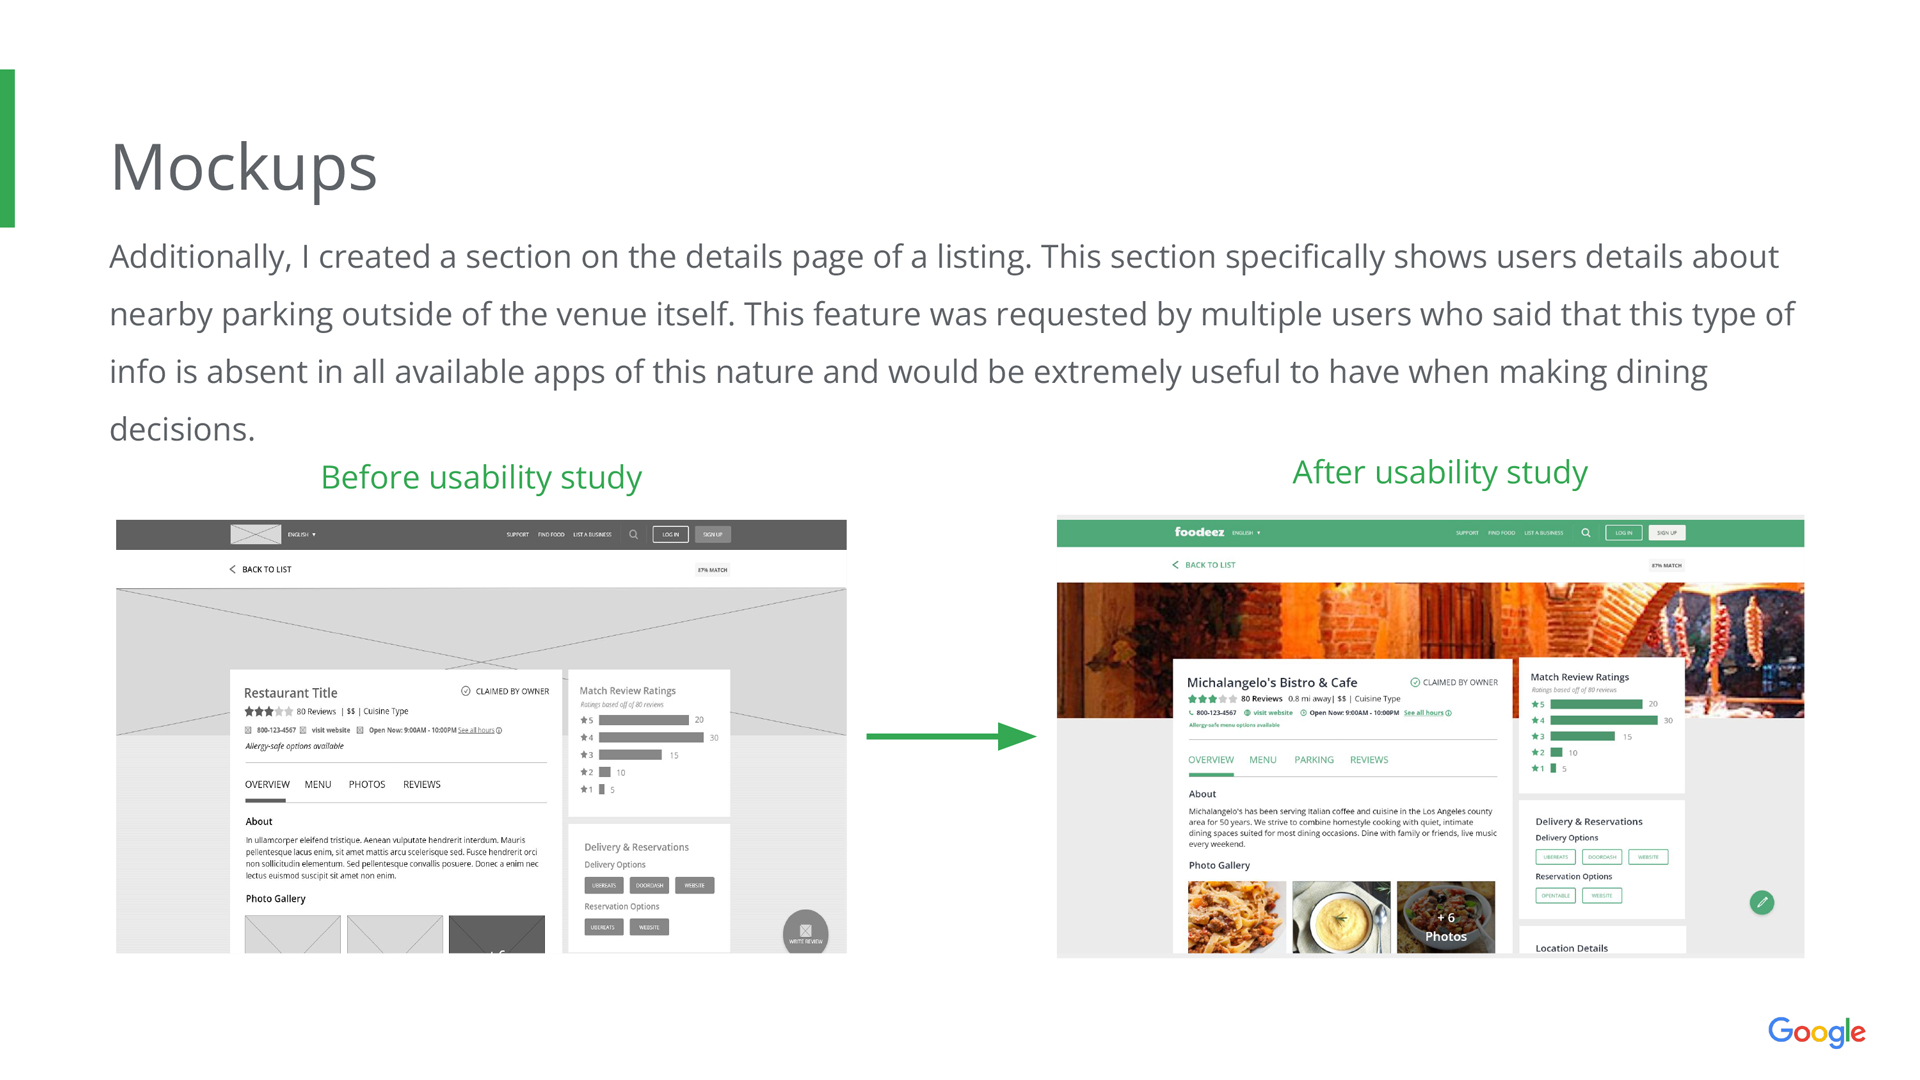 Mockups
Additionally, I created a section on the details page of a listing. This section specifically shows users details about
nearby parking outside of the venue itself. This feature was requested by multiple users who said that this type of
info is absent in all available apps of this nature and would be extremely useful to have when making dining
decisions.
Before usability study
ENGLISH
SUPPORT FIND FOOD LIST A BUSINESS LOG IN SIGN UP
BACK TO LIST
87% MATCH
Restaurant Title
CLAIMED BY OWNER
80 Reviews | $$ | Cuisine Type
800-123-4567 visit website Open Now: 9:00AM - 10:00PM See all hours
Allergy-safe options available
OVERVIEW MENU PHOTOS REVIEWS
About
In ullamcorper eleifend tristique. Aenean vulputate hendrerit interdum. Mauris
pellentesque lacus enim, sit amet mattis arcu scelerisque sed. Fusce hendrerit orci
non sollicitudin elementum. Sed pellentesque convallis posuere. Donec a enim nec
lectus euismod suscipit sit amet non enim.
Photo Gallery
Match Review Ratings
Ratings based off of 80 reviews
5 20
4 30
3 15
2 10
1 5
Delivery & Reservations
Delivery Options
UBEREATS DOORDASH WEBSITE
Reservation Options
UBEREATS WEBSITE
WRITE REVIEW
After usability study
foodeez ENGLISH
SUPPORT FIND FOOD LIST A BUSINESS LOG IN SIGN UP
BACK TO LIST
87% MATCH
Michalangelo's Bistro & Cafe
CLAIMED BY OWNER
80 Reviews 0.8 mi away| $$ | Cuisine Type
800-123-4567 visit website Open Now: 9:00AM - 10:00PM See all hours
Allergy-safe menu options available
OVERVIEW MENU PARKING REVIEWS
About
Michalangelo's has been serving Italian coffee and cuisine in the Los Angeles county
area for 50 years. We strive to combine homestyle cooking with quiet, intimate
dining spaces suited for most dining occasions. Dine with family or friends, live music
every weekend.
Photo Gallery
+ 6
Photos
Match Review Ratings
Ratings based off of 80 reviews
5 20
4 30
3 15
2 10
1 5
Delivery & Reservations
Delivery Options
UBEREATS DOORDASH WEBSITE
Reservation Options
OPENTABLE WEBSITE
Location Details
Google